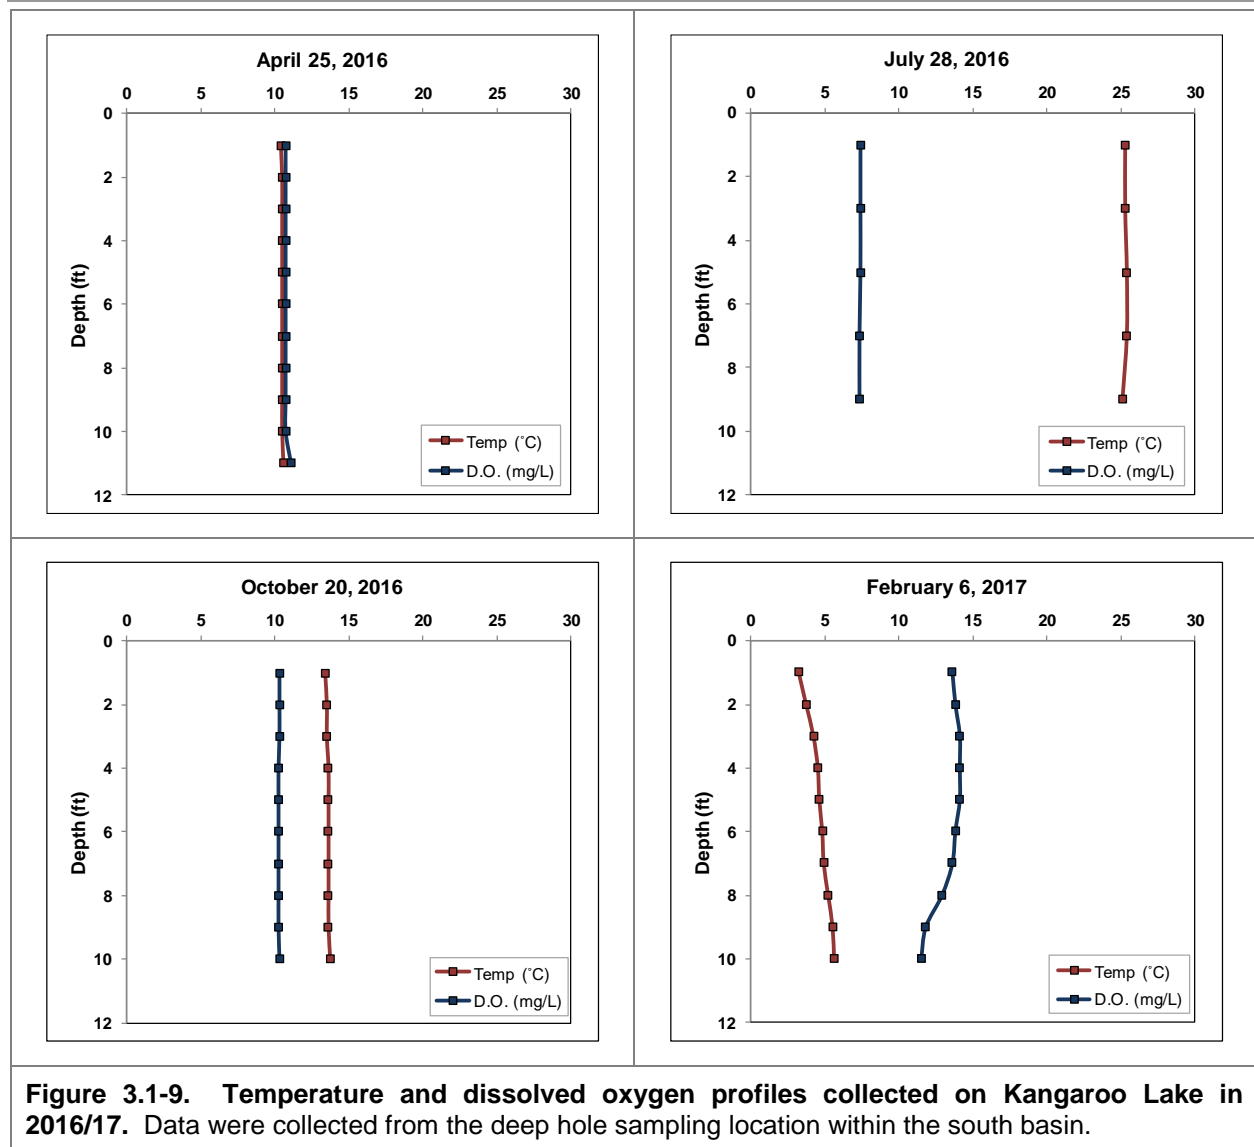 April 25, 2016
0 5 10 15 20 25 30
0
2
4
6
8
10
12
Depth (ft)
Temp (˚C)
D.O. (mg/L)
July 28, 2016
0 5 10 15 20 25 30
0
2
4
6
8
10
12
Depth (ft)
Temp (˚C)
D.O. (mg/L)
October 20, 2016
0 5 10 15 20 25 30
0
2
4
6
8
10
12
Depth (ft)
Temp (˚C)
D.O. (mg/L)
February 6, 2017
0 5 10 15 20 25 30
0
2
4
6
8
10
12
Depth (ft)
Temp (˚C)
D.O. (mg/L)
Figure 3.1-9. Temperature and dissolved oxygen profiles collected on Kangaroo Lake in
2016/17. Data were collected from the deep hole sampling location within the south basin.